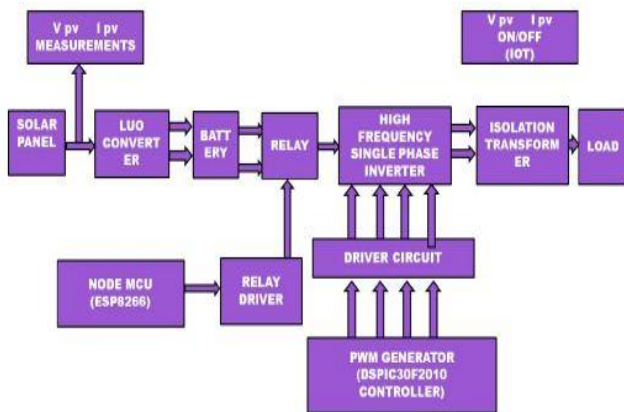 V pv I pv
MEASUREMENTS
V pv I pv
ON/OFF
(IOT)
SOLAR
PANEL
LUO
CONVERT
ER
BATT
ERY
RELAY
HIGH
FREQUENCY
SINGLE PHASE
INVERTER
ISOLATION
TRANSFORM
ER
LOAD
DRIVER CIRCUIT
NODE MCU
(ESP8266)
RELAY
DRIVER
PWM GENERATOR
(DSPIC30F2010
CONTROLLER)